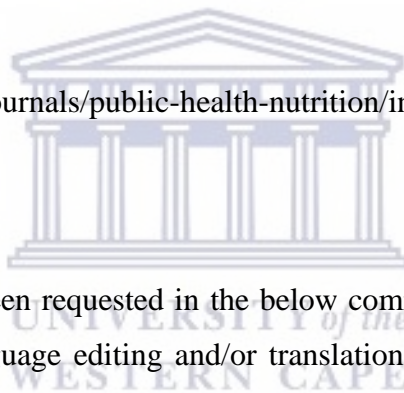 ournals/public-health-nutrition/in
en requested in the below com
UNIVERSITY of the
uage editing and/or translation
WESTERN CAPE